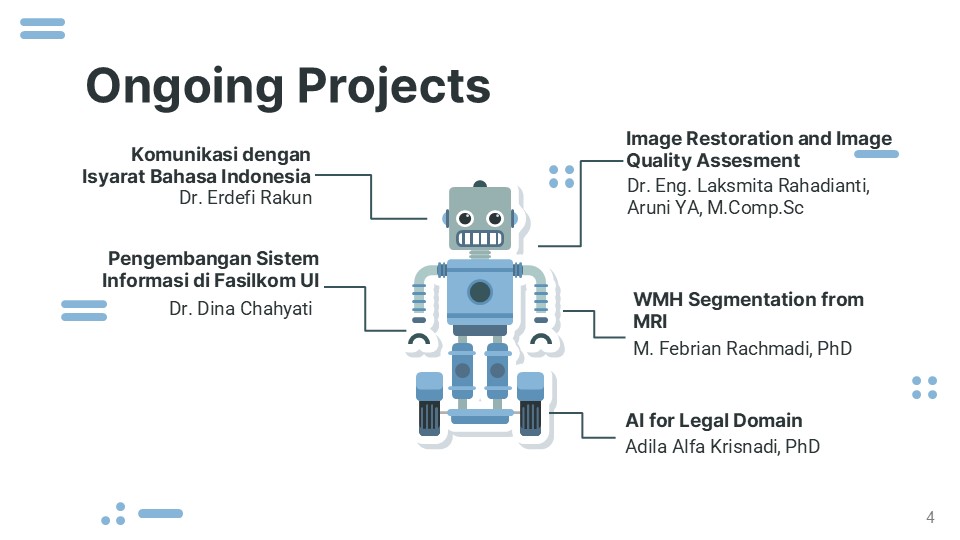 Ongoing Projects
Komunikasi dengan
Isyarat Bahasa Indonesia
Dr. Erdefi Rakun
Pengembangan Sistem
Informasi di Fasilkom UI
Dr. Dina Chahyati
Image Restoration and Image
Quality Assesment
Dr. Eng. Laksmita Rahadianti,
Aruni YA, M.Comp.Sc
WMH Segmentation from
MRI
M. Febrian Rachmadi, PhD
AI for Legal Domain
Adila Alfa Krisnadi, PhD
4